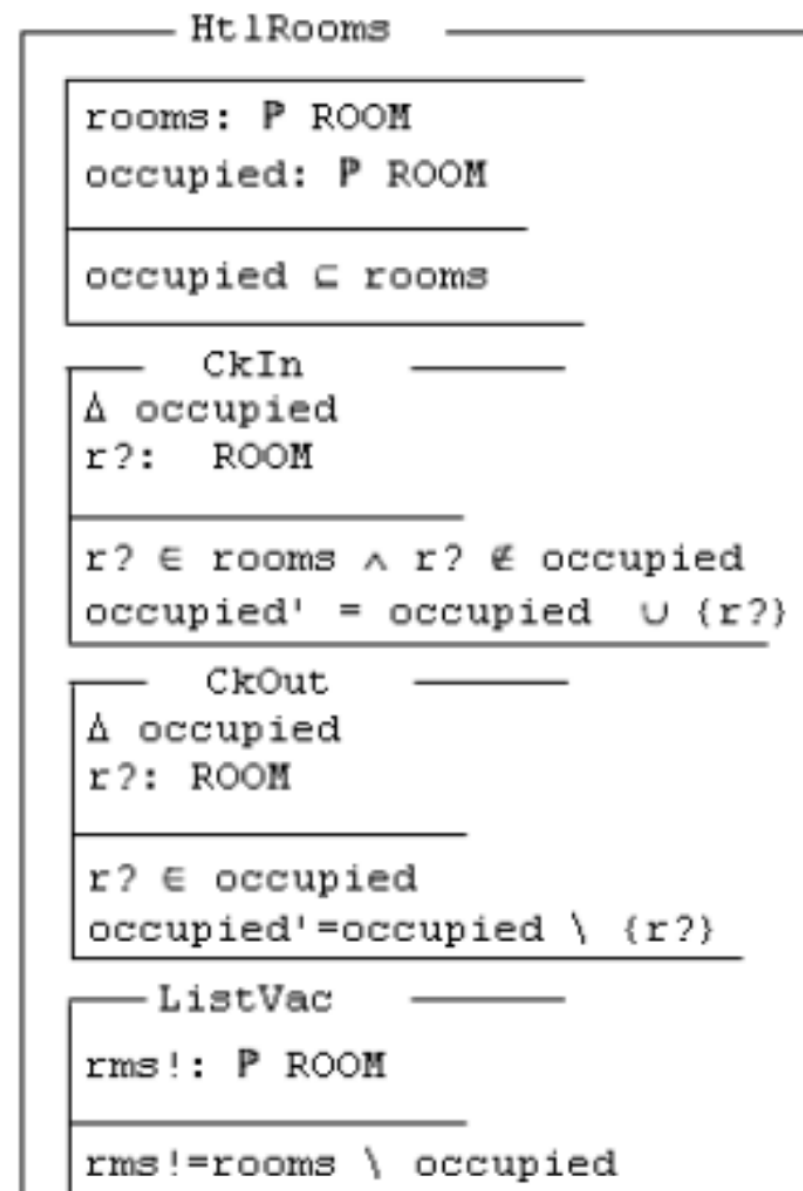 HtlRooms
rooms: ℙ ROOM
occupied: ℙ ROOM
occupied ⊆ rooms
CkIn
Δ occupied
r?: ROOM
r? ∈ rooms ∧ r? ∉ occupied
occupied' = occupied ∪ {r?}
CkOut
Δ occupied
r?: ROOM
r? ∈ occupied
occupied'=occupied \ {r?}
ListVac
rms!: ℙ ROOM
rms!=rooms \ occupied